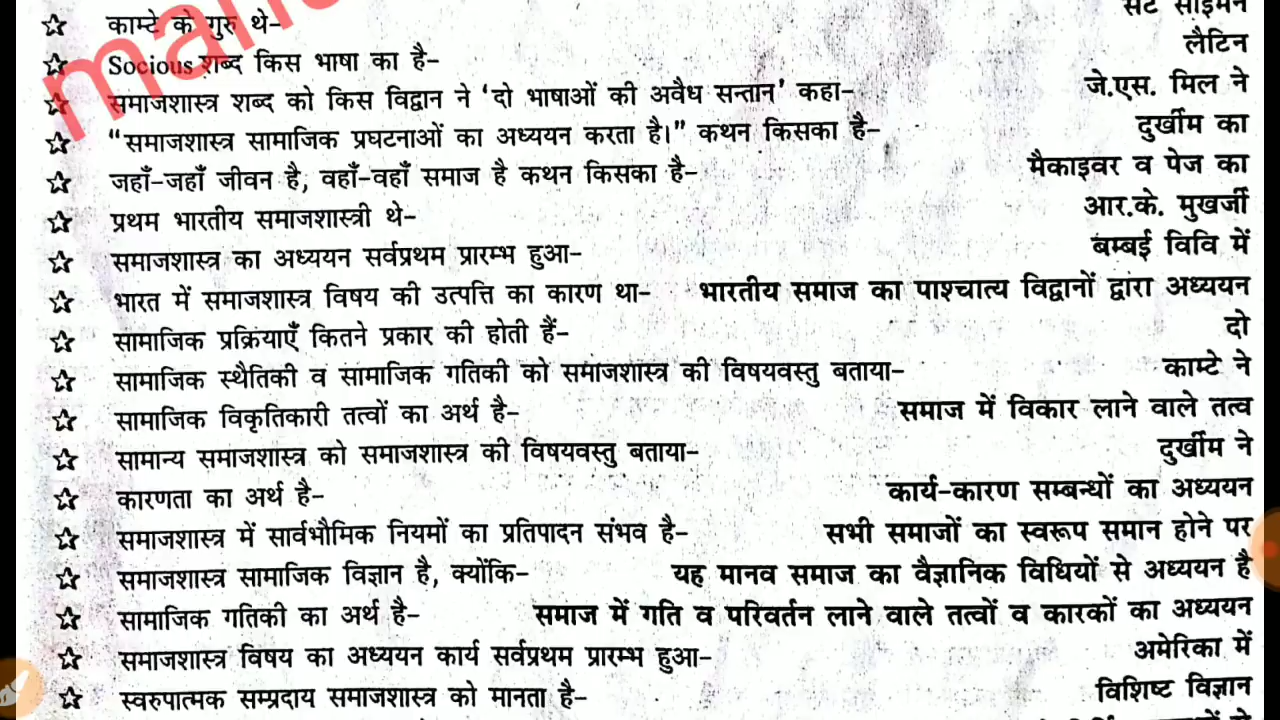 ☆ काम्टे के गुरु थे- सेंट साइमन
☆ Socious शब्द किस भाषा का है- लैटिन
☆ समाजशास्त्र शब्द को किस विद्वान ने ‘दो भाषाओं की अवैध सन्तान’ कहा- जे.एस. मिल ने
☆ “समाजशास्त्र सामाजिक प्रघटनाओं का अध्ययन करता है।” कथन किसका है- दुर्खीम का
☆ जहाँ-जहाँ जीवन है, वहाँ-वहाँ समाज है कथन किसका है- मैकाइवर व पेज का
☆ प्रथम भारतीय समाजशास्त्री थे- आर.के. मुखर्जी
☆ समाजशास्त्र का अध्ययन सर्वप्रथम प्रारम्भ हुआ- बम्बई विवि में
☆ भारत में समाजशास्त्र विषय की उत्पत्ति का कारण था- भारतीय समाज का पाश्चात्य विद्वानों द्वारा अध्ययन
☆ सामाजिक प्रक्रियाएँ कितने प्रकार की होती हैं- दो
☆ सामाजिक स्थैतिकी व सामाजिक गतिकी को समाजशास्त्र की विषयवस्तु बताया- काम्टे ने
☆ सामाजिक विकृतिकारी तत्वों का अर्थ है- समाज में विकार लाने वाले तत्व
☆ सामान्य समाजशास्त्र को समाजशास्त्र की विषयवस्तु बताया- दुर्खीम ने
☆ कारणता का अर्थ है- कार्य-कारण सम्बन्धों का अध्ययन
☆ समाजशास्त्र में सार्वभौमिक नियमों का प्रतिपादन संभव है- सभी समाजों का स्वरूप समान होने पर
☆ समाजशास्त्र सामाजिक विज्ञान है, क्योंकि- यह मानव समाज का वैज्ञानिक विधियों से अध्ययन है
☆ सामाजिक गतिकी का अर्थ है- समाज में गति व परिवर्तन लाने वाले तत्वों व कारकों का अध्ययन
☆ समाजशास्त्र विषय का अध्ययन कार्य सर्वप्रथम प्रारम्भ हुआ- अमेरिका में
☆ स्वरुपात्मक सम्प्रदाय समाजशास्त्र को मानता है- विशिष्ट विज्ञान